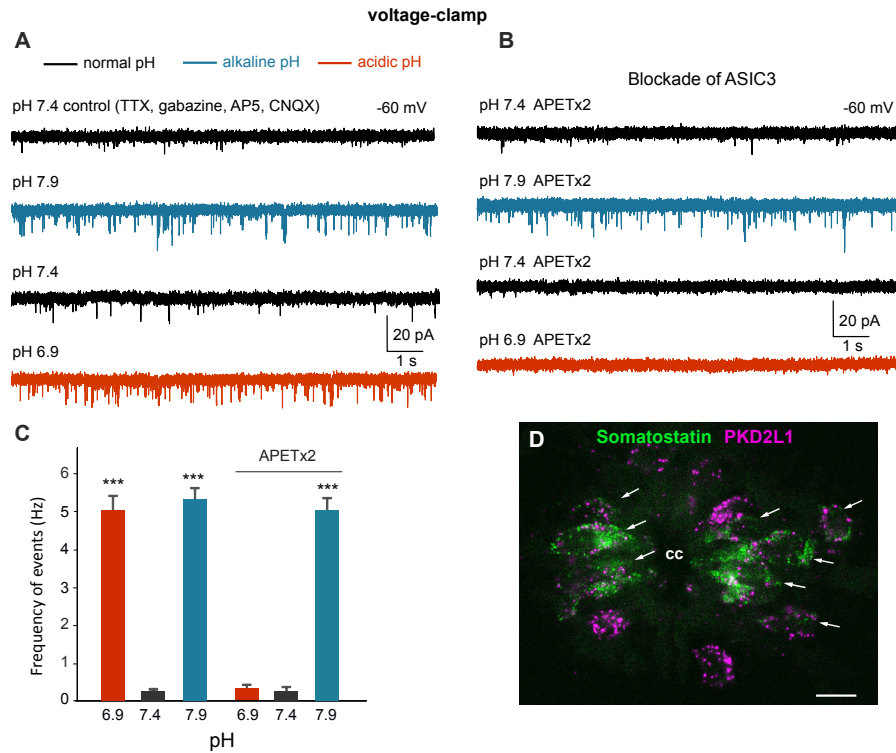 voltage-clamp
A
normal pH alkaline pH acidic pH
pH 7.4 control (TTX, gabazine, AP5, CNQX) -60 mV
pH 7.9
pH 7.4
20 pA
1 s
pH 6.9
B
Blockade of ASIC3
pH 7.4 APETx2 -60 mV
pH 7.9 APETx2
pH 7.4 APETx2
20 pA
1 s
pH 6.9 APETx2
C
APETx2
*** *** ***
Frequency of events (Hz)
6
5
4
3
2
1
0
6.9 7.4 7.9 6.9 7.4 7.9
pH
D
Somatostatin PKD2L1
cc